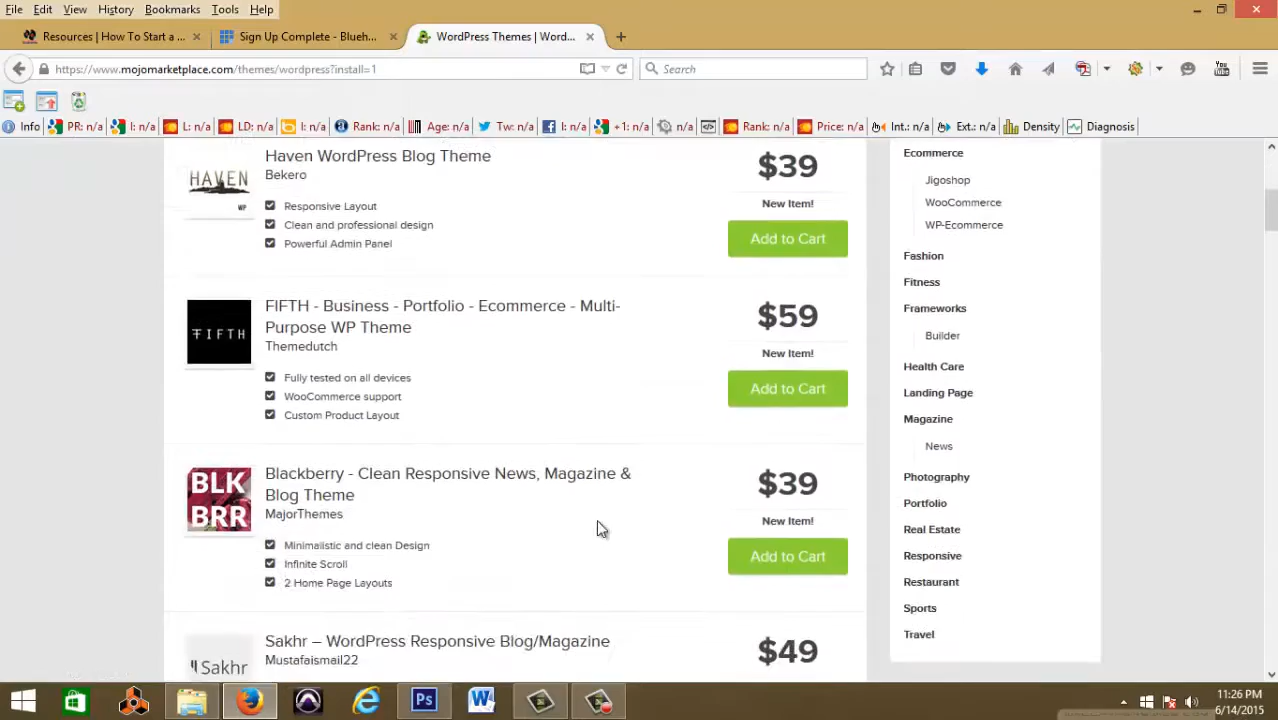 File Edit View History Bookmarks Tools Help
Resources | How To Start a ... × Sign Up Complete - Blueh... × WordPress Themes | Word... × +
https://www.mojomarketplace.com/themes/wordpress?install=1 Search
Info PR: n/a I: n/a L: n/a LD: n/a I: n/a Rank: n/a Age: n/a Tw: n/a I: n/a +1: n/a n/a Rank: n/a Price: n/a Int.: n/a Ext.: n/a Density Diagnosis
Haven WordPress Blog Theme
Bekero
HAVEN
WP
Responsive Layout
Clean and professional design
Powerful Admin Panel
$39
New Item!
Add to Cart
FIFTH - Business - Portfolio - Ecommerce - Multi-
Purpose WP Theme
Themedutch
FIFTH
Fully tested on all devices
WooCommerce support
Custom Product Layout
$59
New Item!
Add to Cart
Blackberry - Clean Responsive News, Magazine &
Blog Theme
MajorThemes
BLK
BRR
Minimalistic and clean Design
Infinite Scroll
2 Home Page Layouts
$39
New Item!
Add to Cart
Sakhr – WordPress Responsive Blog/Magazine
Mustafaismail22
Sakhr
$49
Ecommerce
Jigoshop
WooCommerce
WP-Ecommerce
Fashion
Fitness
Frameworks
Builder
Health Care
Landing Page
Magazine
News
Photography
Portfolio
Real Estate
Responsive
Restaurant
Sports
Travel
Ps
W
11:26 PM
6/14/2015